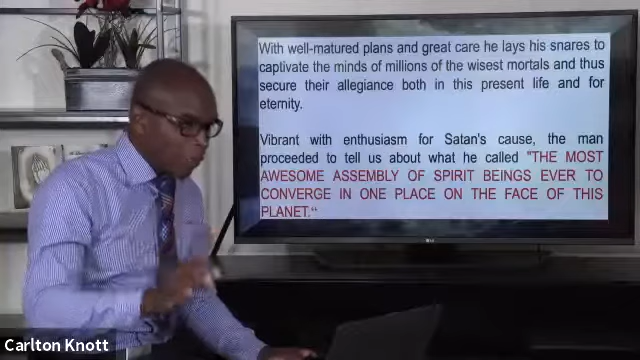 With well-matured plans and great care he lays his snares to
captivate the minds of millions of the wisest mortals and thus
secure their allegiance both in this present life and for
eternity.
Vibrant with enthusiasm for Satan's cause, the man
proceeded to tell us about what he called "THE MOST
AWESOME ASSEMBLY OF SPIRIT BEINGS EVER TO
CONVERGE IN ONE PLACE ON THE FACE OF THIS
PLANET.“
LG
Carlton Knott